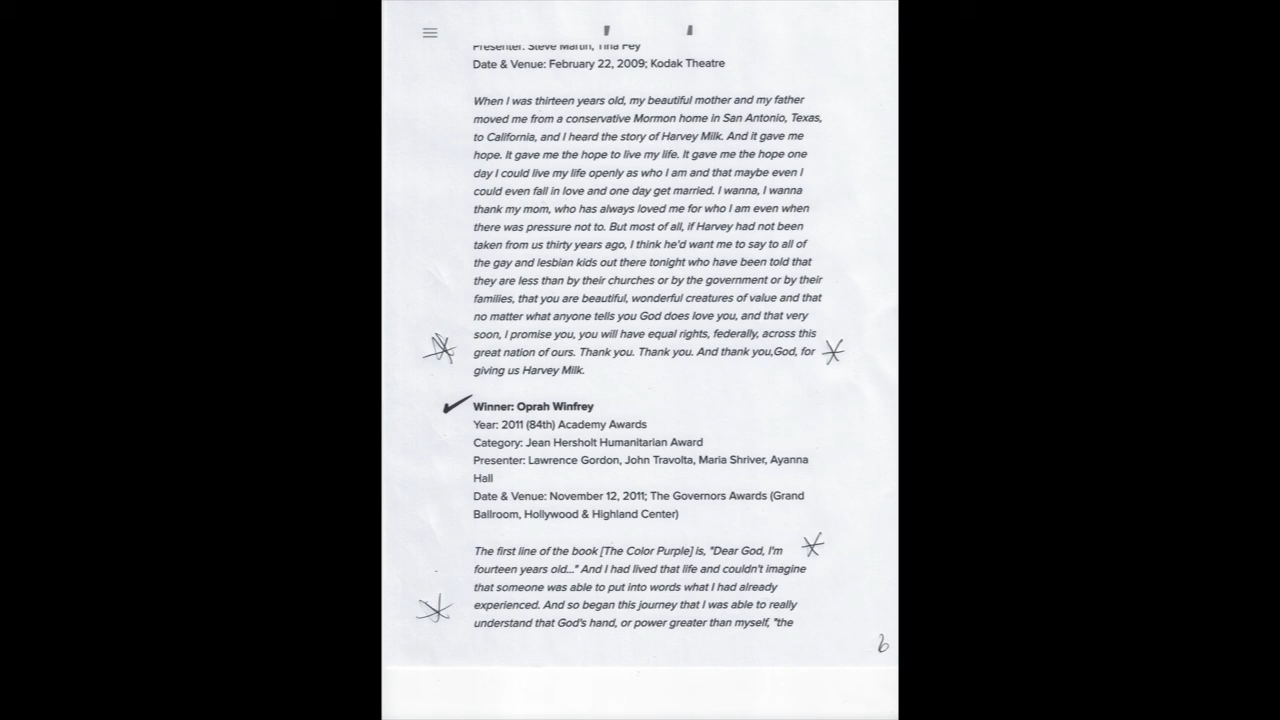 Presenter: Steve Martin, Tina Fey
Date & Venue: February 22, 2009; Kodak Theatre
When I was thirteen years old, my beautiful mother and my father
moved me from a conservative Mormon home in San Antonio, Texas,
to California, and I heard the story of Harvey Milk. And it gave me
hope. It gave me the hope to live my life. It gave me the hope one
day I could live my life openly as who I am and that maybe even I
could even fall in love and one day get married. I wanna, I wanna
thank my mom, who has always loved me for who I am even when
there was pressure not to. But most of all, if Harvey had not been
taken from us thirty years ago, I think he'd want me to say to all of
the gay and lesbian kids out there tonight who have been told that
they are less than by their churches or by the government or by their
families, that you are beautiful, wonderful creatures of value and that
no matter what anyone tells you God does love you, and that very
soon, I promise you, you will have equal rights, federally, across this
great nation of ours. Thank you. Thank you. And thank you,God, for
giving us Harvey Milk.
Winner: Oprah Winfrey
Year: 2011 (84th) Academy Awards
Category: Jean Hersholt Humanitarian Award
Presenter: Lawrence Gordon, John Travolta, Maria Shriver, Ayanna
Hall
Date & Venue: November 12, 2011; The Governors Awards (Grand
Ballroom, Hollywood & Highland Center)
The first line of the book [The Color Purple] is, "Dear God, I'm
fourteen years old..." And I had lived that life and couldn't imagine
that someone was able to put into words what I had already
experienced. And so began this journey that I was able to really
understand that God's hand, or power greater than myself, "the
6